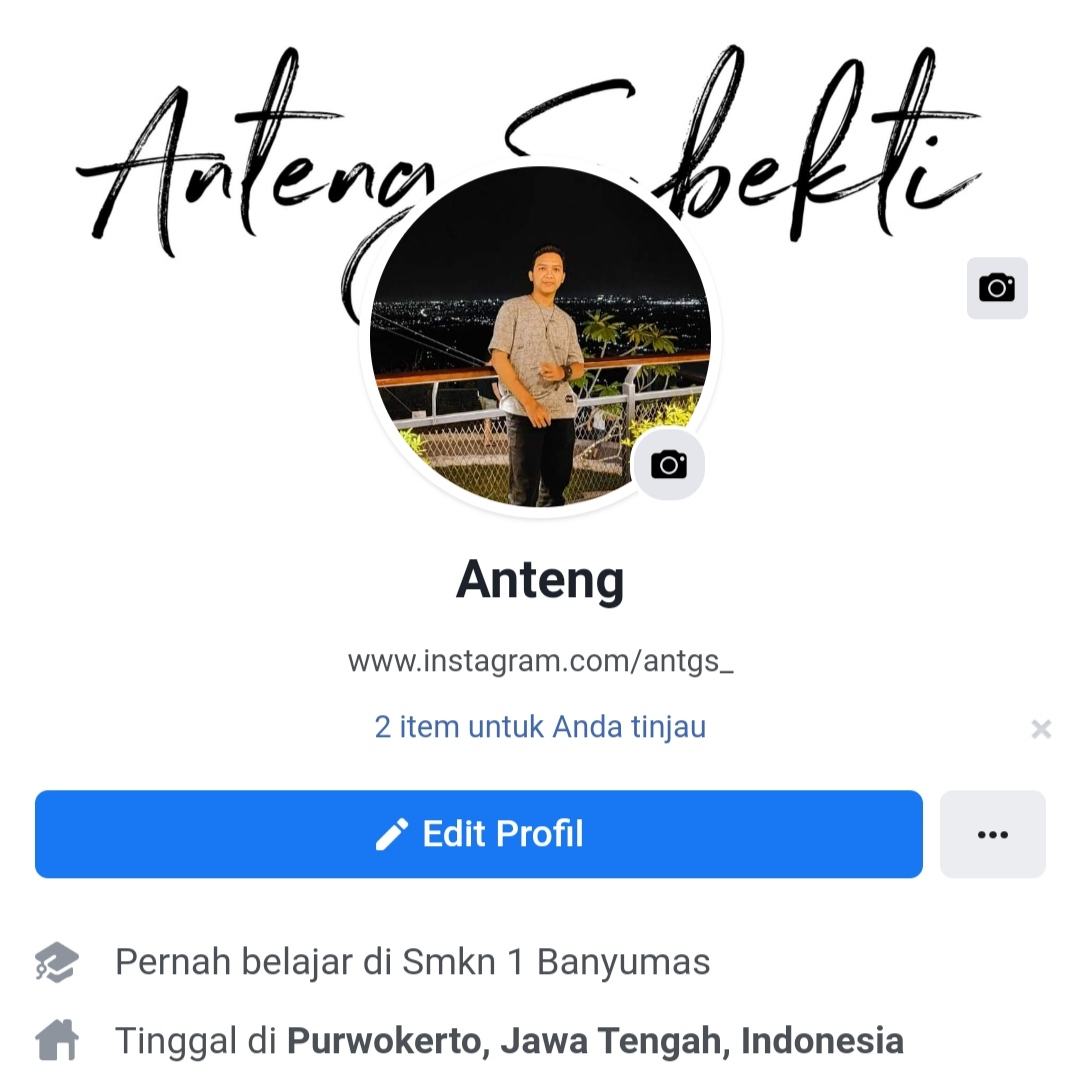 Anteng S bekti
Anteng
www.instagram.com/antgs_
2 item untuk Anda tinjau
Edit Profil
Pernah belajar di Smkn 1 Banyumas
Tinggal di Purwokerto, Jawa Tengah, Indonesia